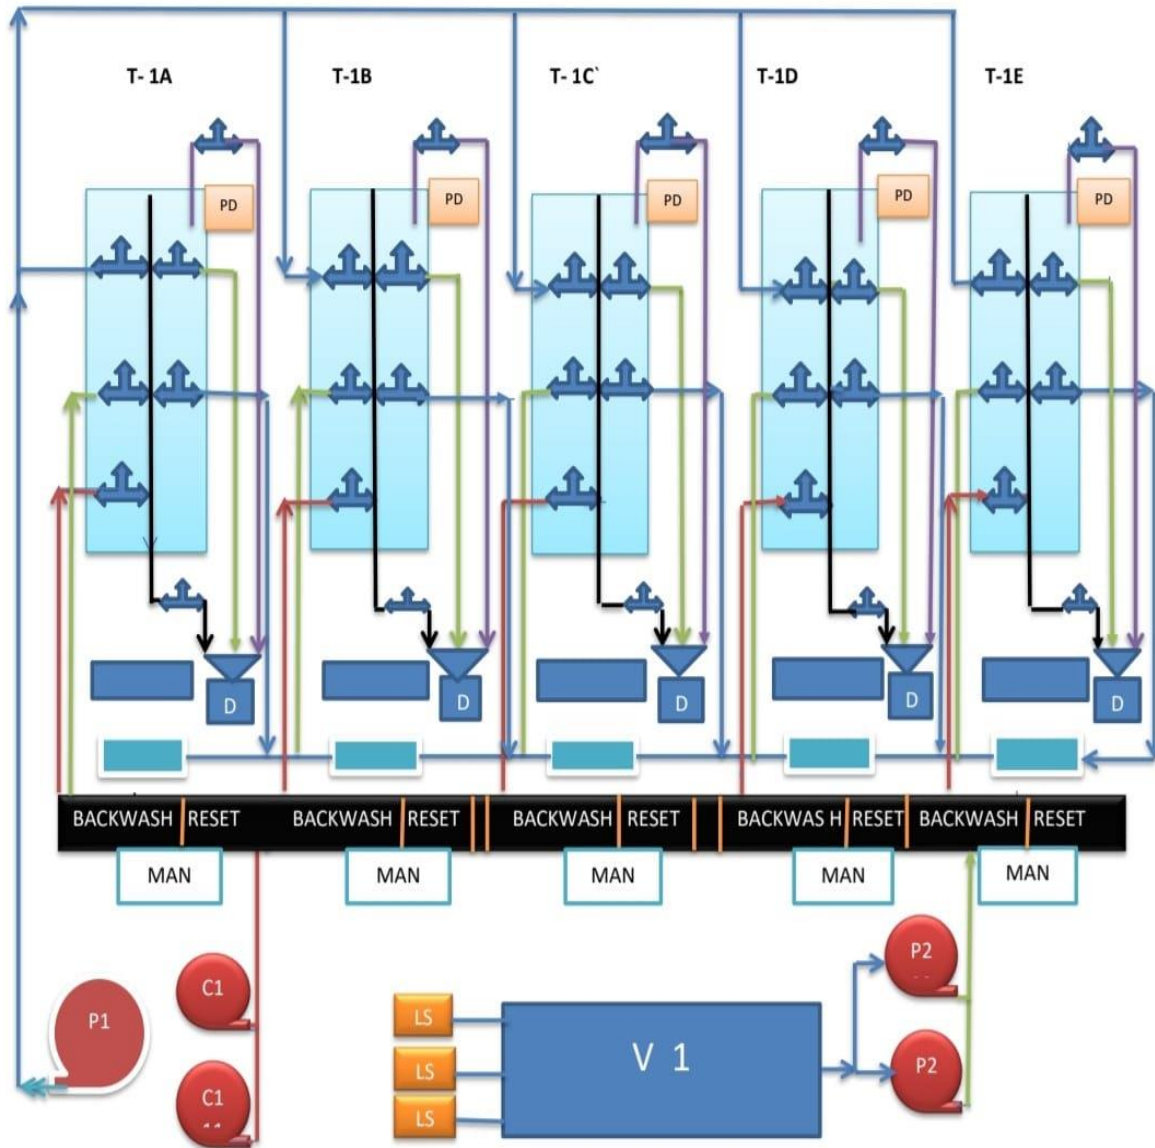 T- 1A
T-1B
T- 1C`
T-1D
T-1E
PD
PD
PD
PD
PD
D
D
D
D
D
BACKWASH RESET
BACKWASH RESET
BACKWASH RESET
BACKWAS H RESET
BACKWASH RESET
MAN
MAN
MAN
MAN
MAN
P1
C1
C1
LS
LS
LS
V 1
P2
P2